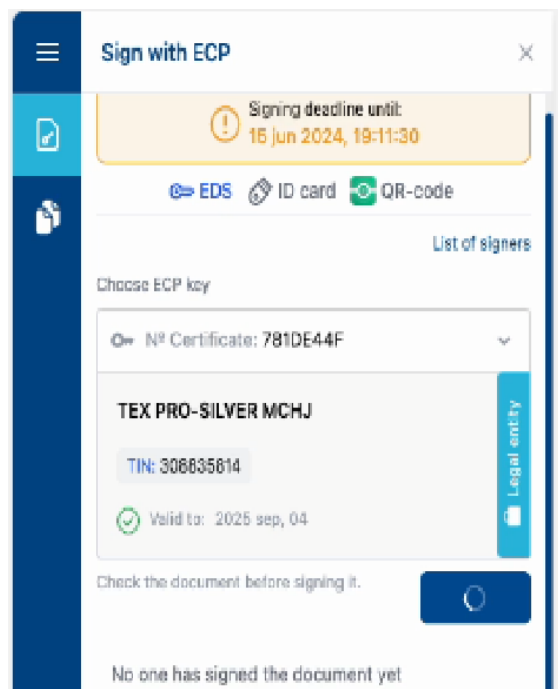 Sign with ECP
Signing deadline until:
15 jun 2024, 19:11:30
EDS ID card QR-code
List of signers
Choose ECP key
Nº Certificate: 781DE44F
TEX PRO-SILVER MCHJ
TIN: 306835814
Valid to: 2025 sep, 04
Legal entity
Check the document before signing it.
No one has signed the document yet